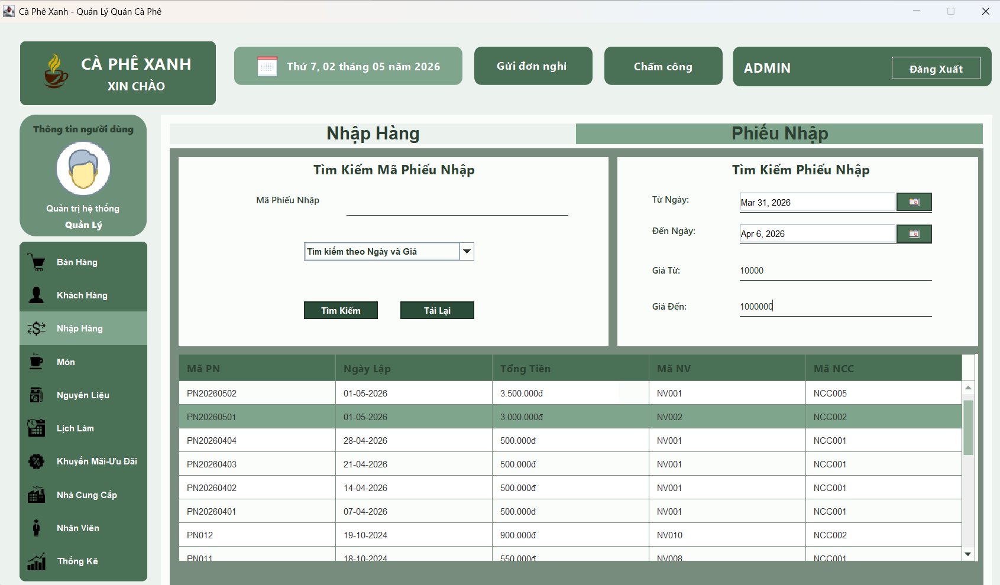 Cà Phê Xanh - Quản Lý Quán Cà Phê
CÀ PHÊ XANH
XIN CHÀO
Thứ 7, 02 tháng 05 năm 2026
Gửi đơn nghỉ
Chấm công
ADMIN
Đăng Xuất
Thông tin người dùng
Quản trị hệ thống
Quản Lý
Bán Hàng
Khách Hàng
Nhập Hàng
Món
Nguyên Liệu
Lịch Làm
Khuyến Mãi-Ưu Đãi
Nhà Cung Cấp
Nhân Viên
Thống Kê
Nhập Hàng
Phiếu Nhập
Tìm Kiếm Mã Phiếu Nhập
Mã Phiếu Nhập
Tìm kiếm theo Ngày và Giá
Tìm Kiếm
Tải Lại
Tìm Kiếm Phiếu Nhập
Từ Ngày:
Mar 31, 2026
Đến Ngày:
Apr 6, 2026
Giá Từ:
10000
Giá Đến:
1000000
Mã PN Ngày Lập Tổng Tiền Mã NV Mã NCC
PN20260502 01-05-2026 3.500.000đ NV001 NCC005
PN20260501 01-05-2026 3.000.000đ NV002 NCC002
PN20260404 28-04-2026 500.000đ NV001 NCC001
PN20260403 21-04-2026 500.000đ NV001 NCC001
PN20260402 14-04-2026 500.000đ NV001 NCC001
PN20260401 07-04-2026 500.000đ NV001 NCC001
PN012 19-10-2024 900.000đ NV010 NCC002
PN011 18-10-2024 550.000đ NV008 NCC001